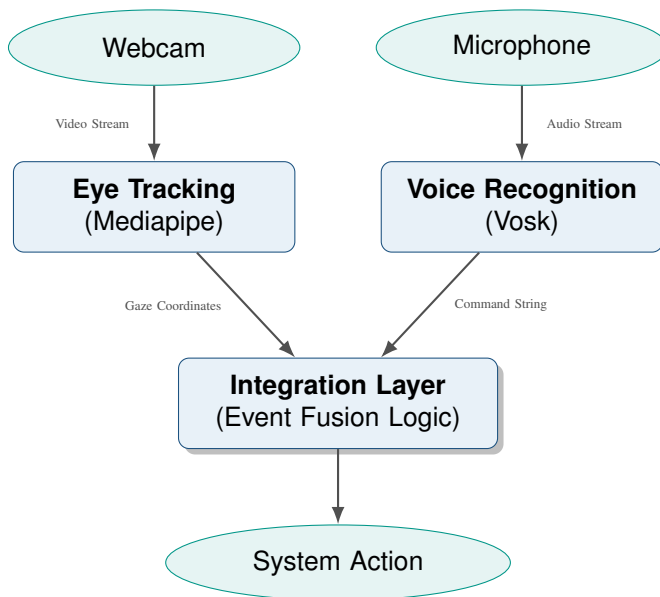 Webcam
Microphone
Video Stream
Audio Stream
Eye Tracking
(Mediapipe)
Voice Recognition
(Vosk)
Gaze Coordinates
Command String
Integration Layer
(Event Fusion Logic)
System Action